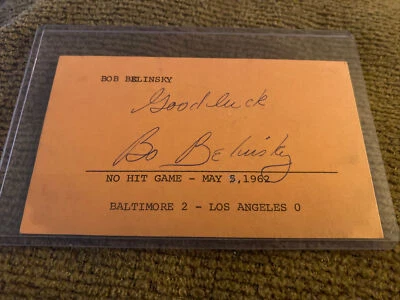 BOB BELINSKY
Good luck
Bo Belinsky
NO HIT GAME - MAY 5,1962
BALTIMORE 2 - LOS ANGELES 0